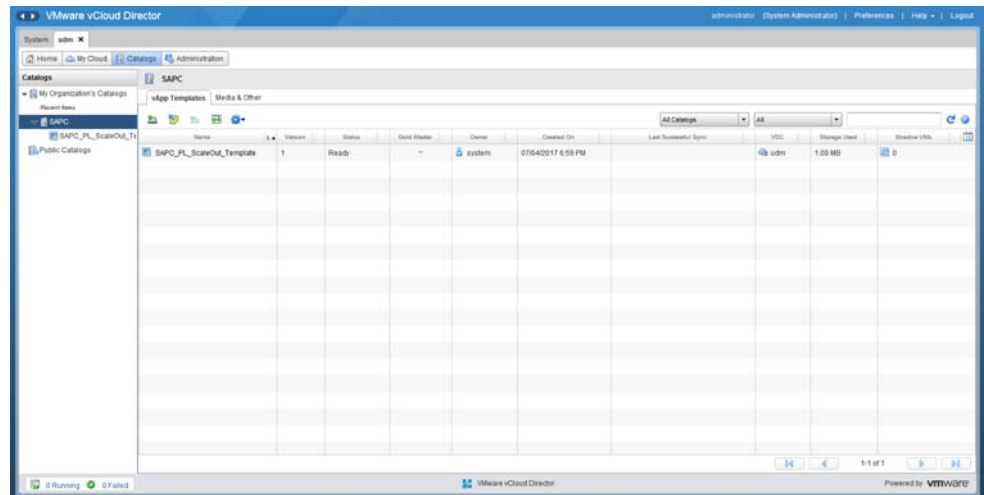 VMware vCloud Director
administrator (System Administrator) | Preferences | Help | Logout
System udm
Home My Cloud Catalogs Administration
Catalogs
SAPC
My Organization's Catalogs
vApp Templates Media & Other
Recent Items
SAPC
All Catalogs All
SAPC_PL_ScaleOut_Te
Name 1 Version Status Gold Master Owner Created On Last Successful Sync VDC Storage Used Shadow VMs
Public Catalogs
SAPC_PL_ScaleOut_Template 1 Ready - system 07/04/2017 6:59 PM udm 1.00 MB 0
1-1 of 1
0 Running 0 Failed
VMware vCloud Director
Powered by vmware